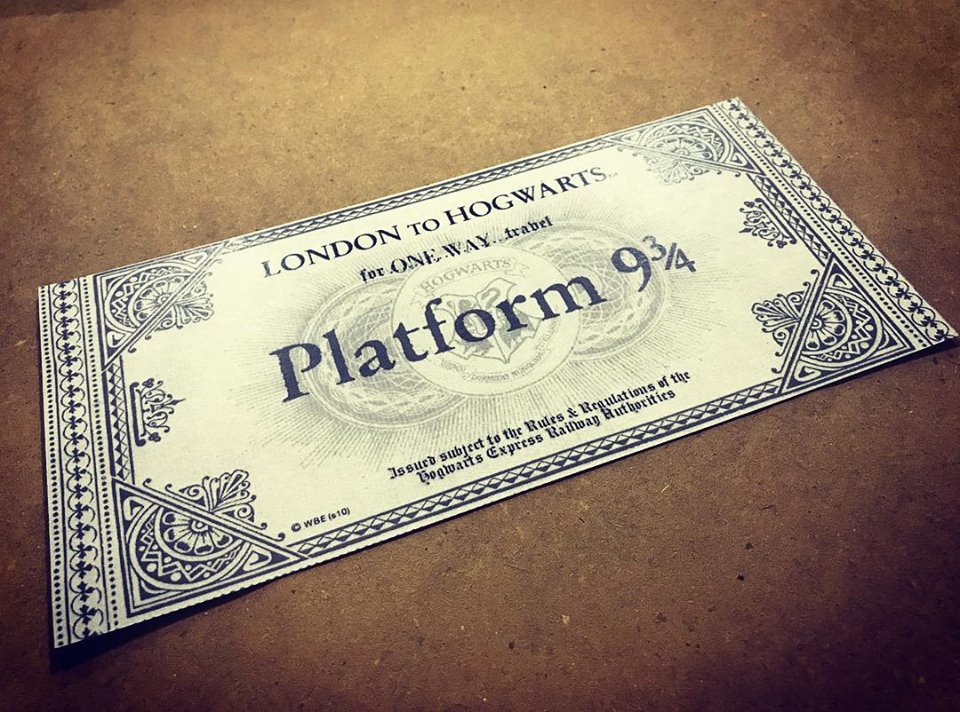 LONDON TO HOGWARTS™
for ONE WAY...travel
HOGWARTS
Platform 9¾
Issued subject to the Rules & Regulations of the
Hogwarts Express Railway Authorities
© WBE (s10)